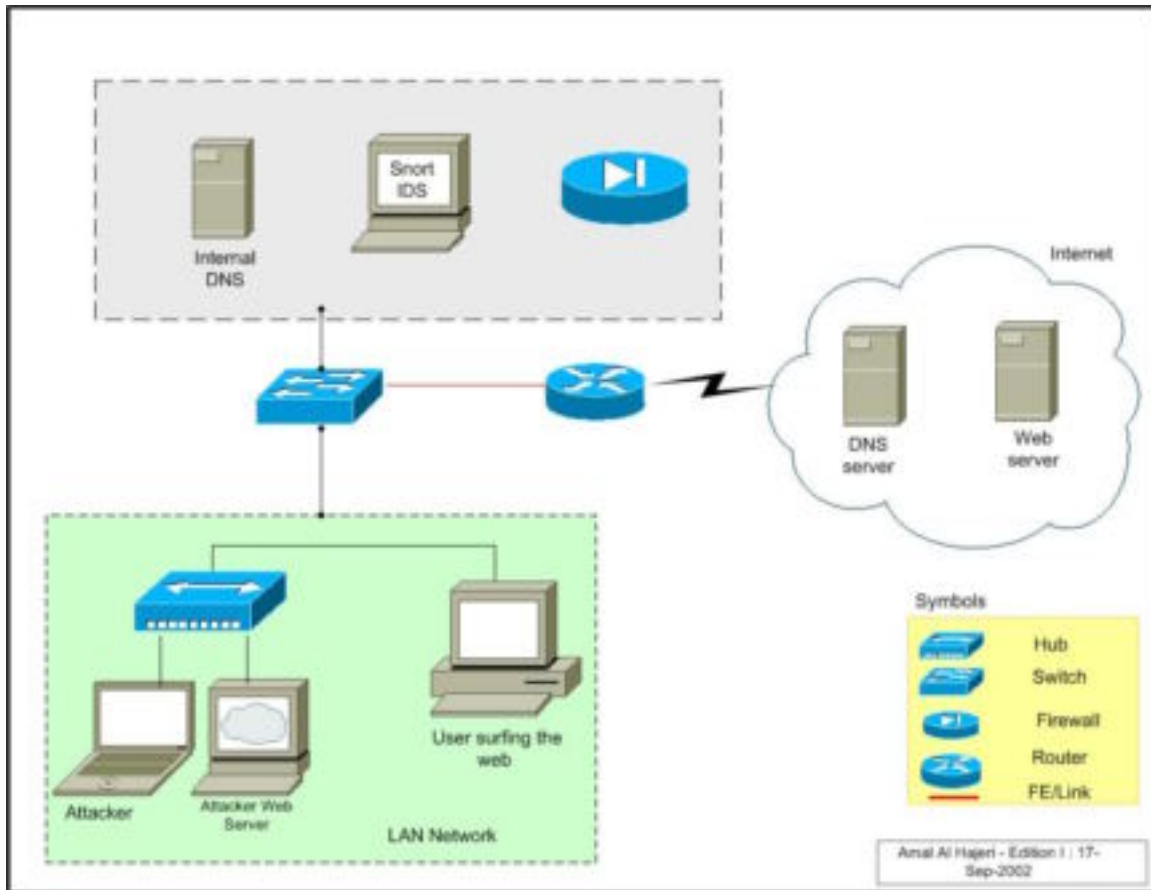 Snort
IDS
Internal
DNS
Internet
DNS
server
Web
server
User surfing the
web
Attacker
Attacker Web
Server
LAN Network
Symbols
Hub
Switch
Firewall
Router
FE/Link
Amal Al Hajeri - Edition I : 17-
Sep-2002